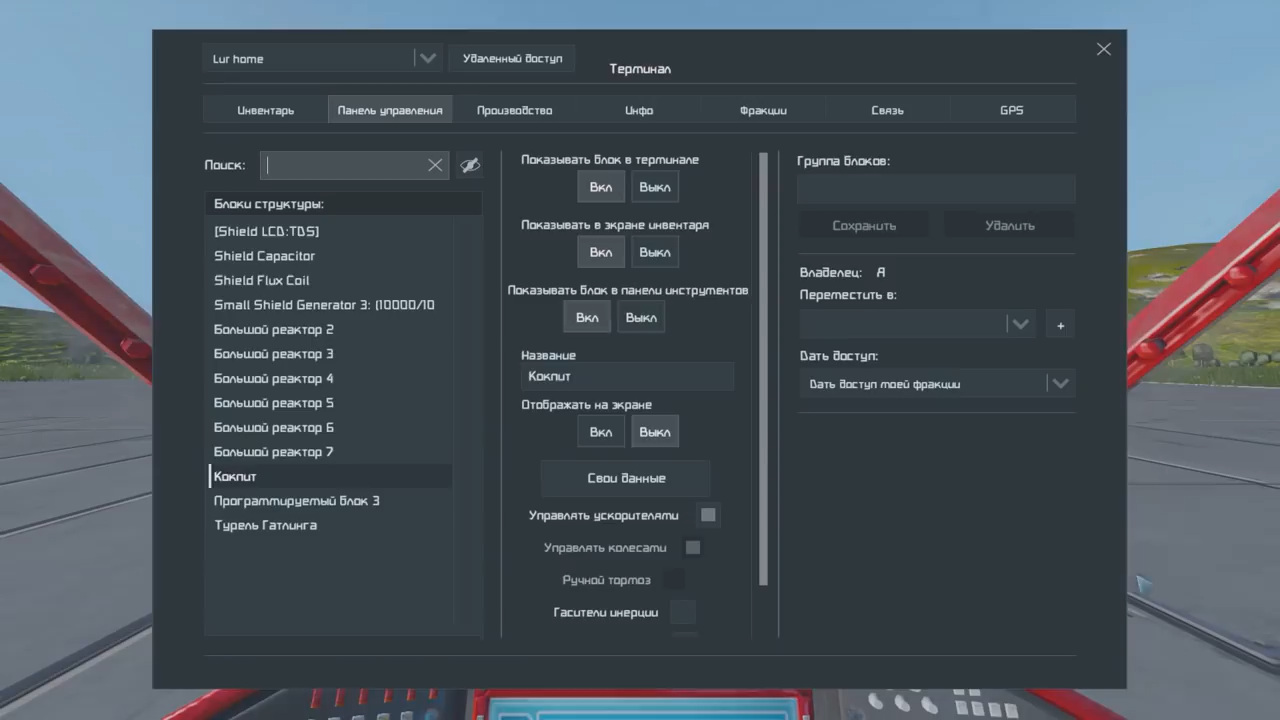 Lur home
Удаленный доступ
Терминал
Инвентарь
Панель управления
Производство
Инфо
Фракции
Связь
GPS
Поиск:
Блоки структуры:
[Shield LCD:TDS]
Shield Capacitor
Shield Flux Coil
Small Shield Generator 3: (10000/10
Большой реактор 2
Большой реактор 3
Большой реактор 4
Большой реактор 5
Большой реактор 6
Большой реактор 7
Кокпит
Программируемый блок 3
Турель Гатлинга
Показывать блок в терминале
Вкл Выкл
Показывать в экране инвентаря
Вкл Выкл
Показывать блок в панели инструментов
Вкл Выкл
Название
Кокпит
Отображать на экране
Вкл Выкл
Свои данные
Управлять ускорителями
Управлять колесами
Ручной тормоз
Гасители инерции
Группа блоков:
Сохранить Удалить
Владелец: A
Переместить в:
+
Дать доступ:
Дать доступ моей фракции